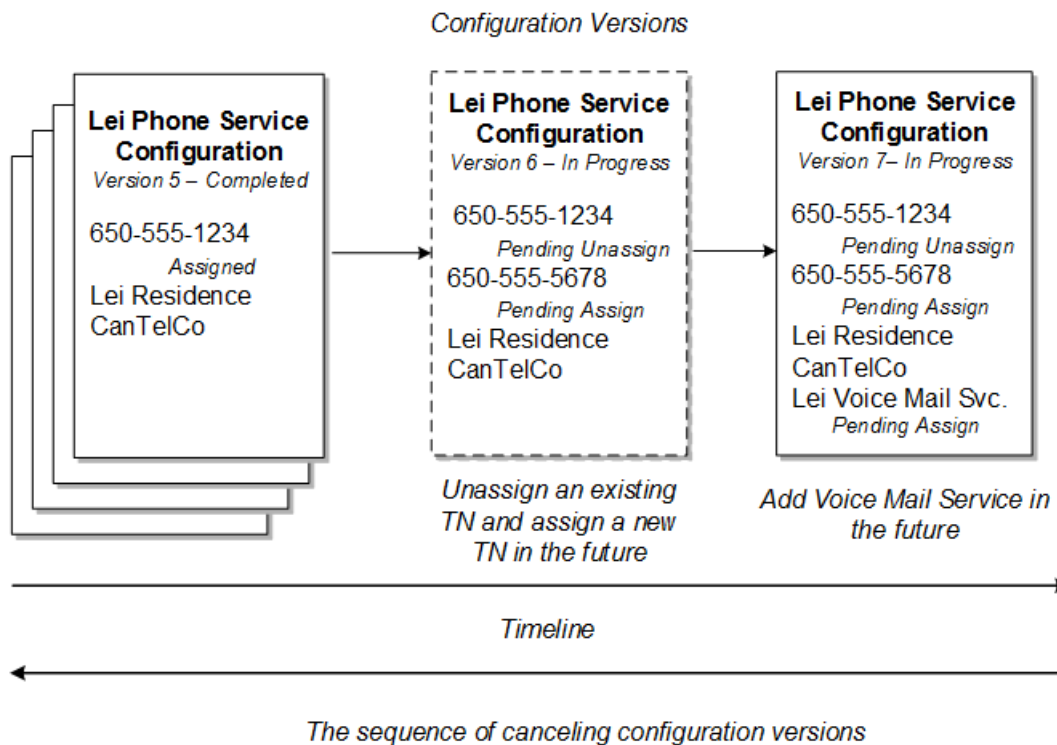 Configuration Versions
Lei Phone Service
Configuration
Version 5 – Completed
650-555-1234
Assigned
Lei Residence
CanTelCo
Lei Phone Service
Configuration
Version 6 – In Progress
650-555-1234
Pending Unassign
650-555-5678
Pending Assign
Lei Residence
CanTelCo
Unassign an existing
TN and assign a new
TN in the future
Lei Phone Service
Configuration
Version 7– In Progress
650-555-1234
Pending Unassign
650-555-5678
Pending Assign
Lei Residence
CanTelCo
Lei Voice Mail Svc.
Pending Assign
Add Voice Mail Service in
the future
Timeline
The sequence of canceling configuration versions